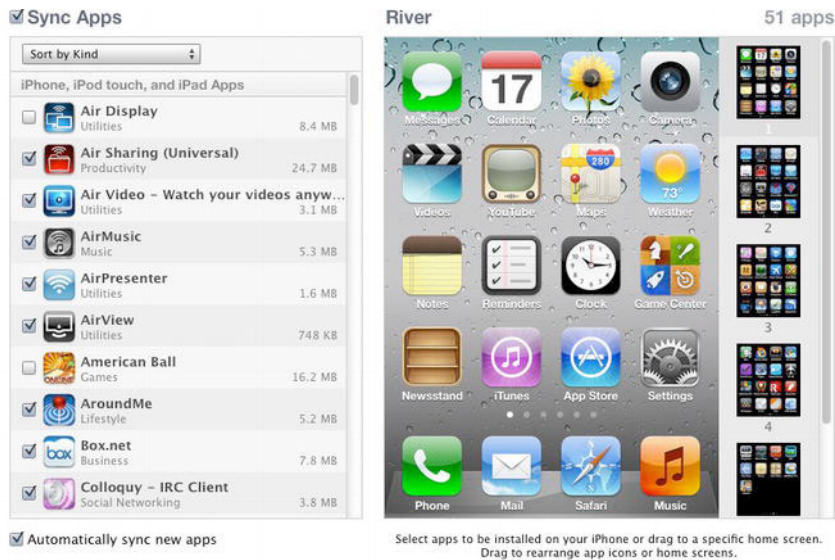 Sync Apps
Sort by Kind
iPhone, iPod touch, and iPad Apps
Air Display
Utilities 8.4 MB
Air Sharing (Universal)
Productivity 24.7 MB
Air Video – Watch your videos anyw...
Utilities 3.1 MB
AirMusic
Music 5.3 MB
AirPresenter
Utilities 1.6 MB
AirView
Utilities 748 KB
American Ball
Games 16.2 MB
AroundMe
Lifestyle 5.2 MB
box
Box.net
Business 7.8 MB
Colloquy – IRC Client
Social Networking 3.8 MB
Automatically sync new apps
River 51 apps
17
Messages Calendar Photos Camera
280
73°
Videos YouTube Maps Weather
Notes Reminders Clock Game Center
Newsstand iTunes App Store Settings
Phone Mail Safari Music
1
2
3
4
Select apps to be installed on your iPhone or drag to a specific home screen.
Drag to rearrange app icons or home screens.